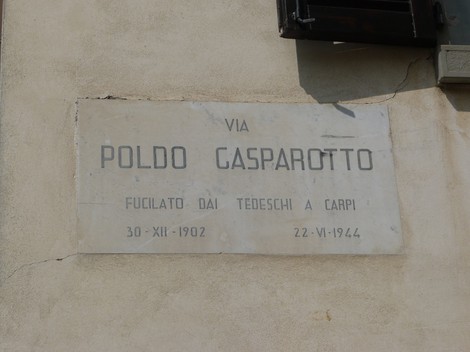 VIA
POLDO GASPAROTTO
FUCILATO DAI TEDESCHI A CARPI
30-XII-1902 22-VI-1944